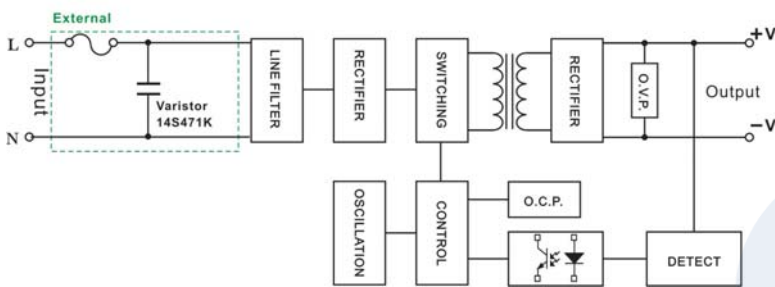 External
L
Input
N
Varistor
14S471K
LINE FILTER
RECTIFIER
SWITCHING
RECTIFIER
O.V.P.
+V
Output
-V
OSCILLATION
CONTROL
O.C.P.
DETECT